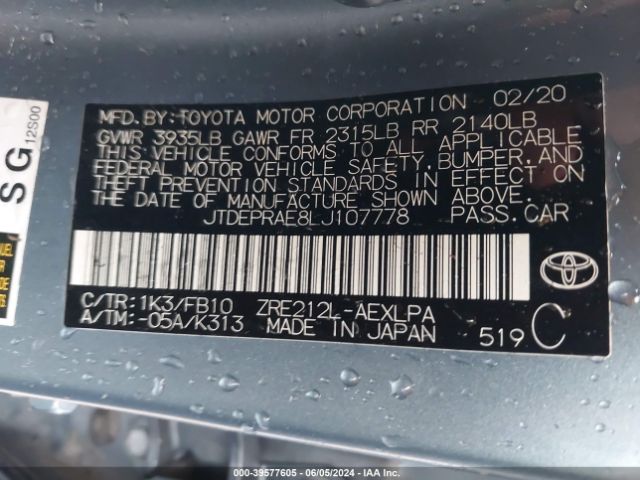 MFD. BY: TOYOTA MOTOR CORPORATION 02/20
GVWR 3935LB GAWR FR 2315LB RR 2140LB
THIS VEHICLE CONFORMS TO ALL APPLICABLE
FEDERAL MOTOR VEHICLE SAFETY, BUMPER, AND
THEFT PREVENTION STANDARDS IN EFFECT ON
THE DATE OF MANUFACTURE SHOWN ABOVE.
JTDEPRAE8LJ107778 PASS. CAR
C/TR: 1K3/FB10 ZRE212L-AEXLPA
A/TM: -05A/K313 MADE IN JAPAN 519 C
SG
12S00
000-39577605 - 06/05/2024 - IAA Inc.